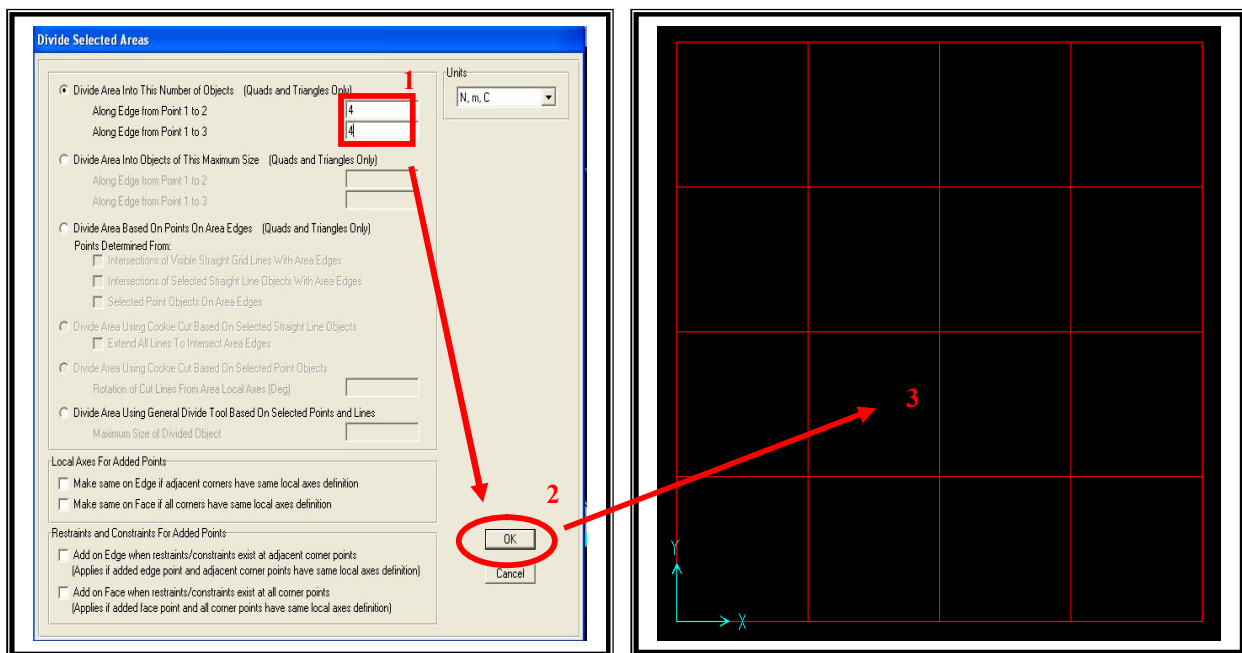 Divide Selected Areas
1
Units
Divide Area Into This Number of Objects (Quads and Triangles Only)
N, m, C
Along Edge from Point 1 to 2
4
Along Edge from Point 1 to 3
4
Divide Area Into Objects of This Maximum Size (Quads and Triangles Only)
Along Edge from Point 1 to 2
Along Edge from Point 1 to 3
Divide Area Based On Points On Area Edges (Quads and Triangles Only)
Points Determined From:
Intersections of Visible Straight Grid Lines With Area Edges
Intersections of Selected Straight Line Objects With Area Edges
Selected Point Objects On Area Edges
Divide Area Using Cookie Cut Based On Selected Straight Line Objects
Extend All Lines To Intersect Area Edges
Divide Area Using Cookie Cut Based On Selected Point Objects
Rotation of Cut Lines From Area Local Axes (Deg)
Divide Area Using General Divide Tool Based On Selected Points and Lines
Maximum Size of Divided Object
Local Axes For Added Points
Make same on Edge if adjacent corners have same local axes definition
Make same on Face if all corners have same local axes definition
2
Restraints and Constraints For Added Points
Add on Edge when restraints/constraints exist at adjacent corner points
(Applies if added edge point and adjacent corner points have same local axes definition)
Add on Face when restraints/constraints exist at all corner points
(Applies if added face point and all corner points have same local axes definition)
OK
Cancel
3
Y
X